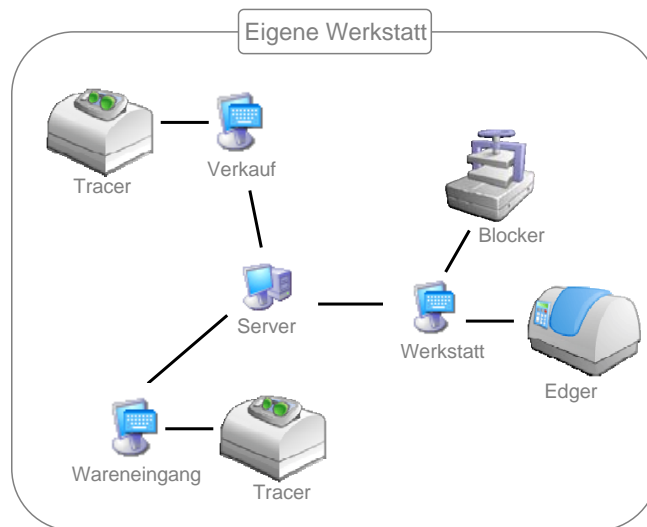 Eigene Werkstatt
Tracer
Verkauf
Blocker
Server
Werkstatt
Edger
Wareneingang
Tracer